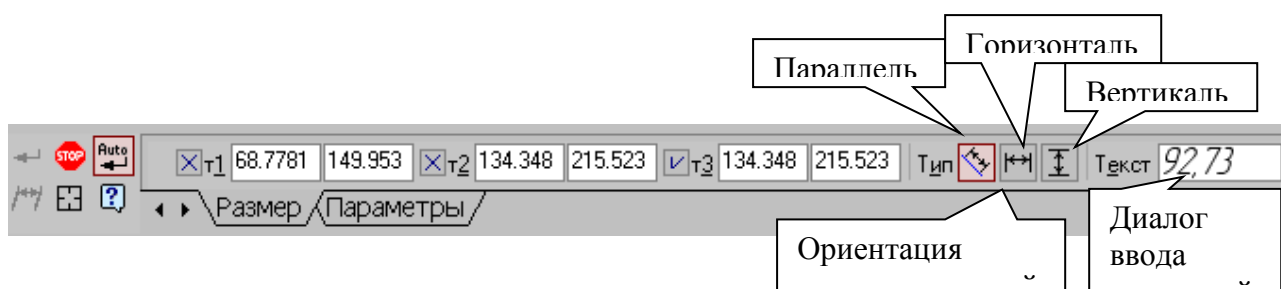 Горизонталь
Параллель
Вертикаль
STOP Auto т1 68.7781 149.953 т2 134.348 215.523 т3 134.348 215.523 Тип Текст 92,73
Размер Параметры
Ориентация
Диалог
ввода